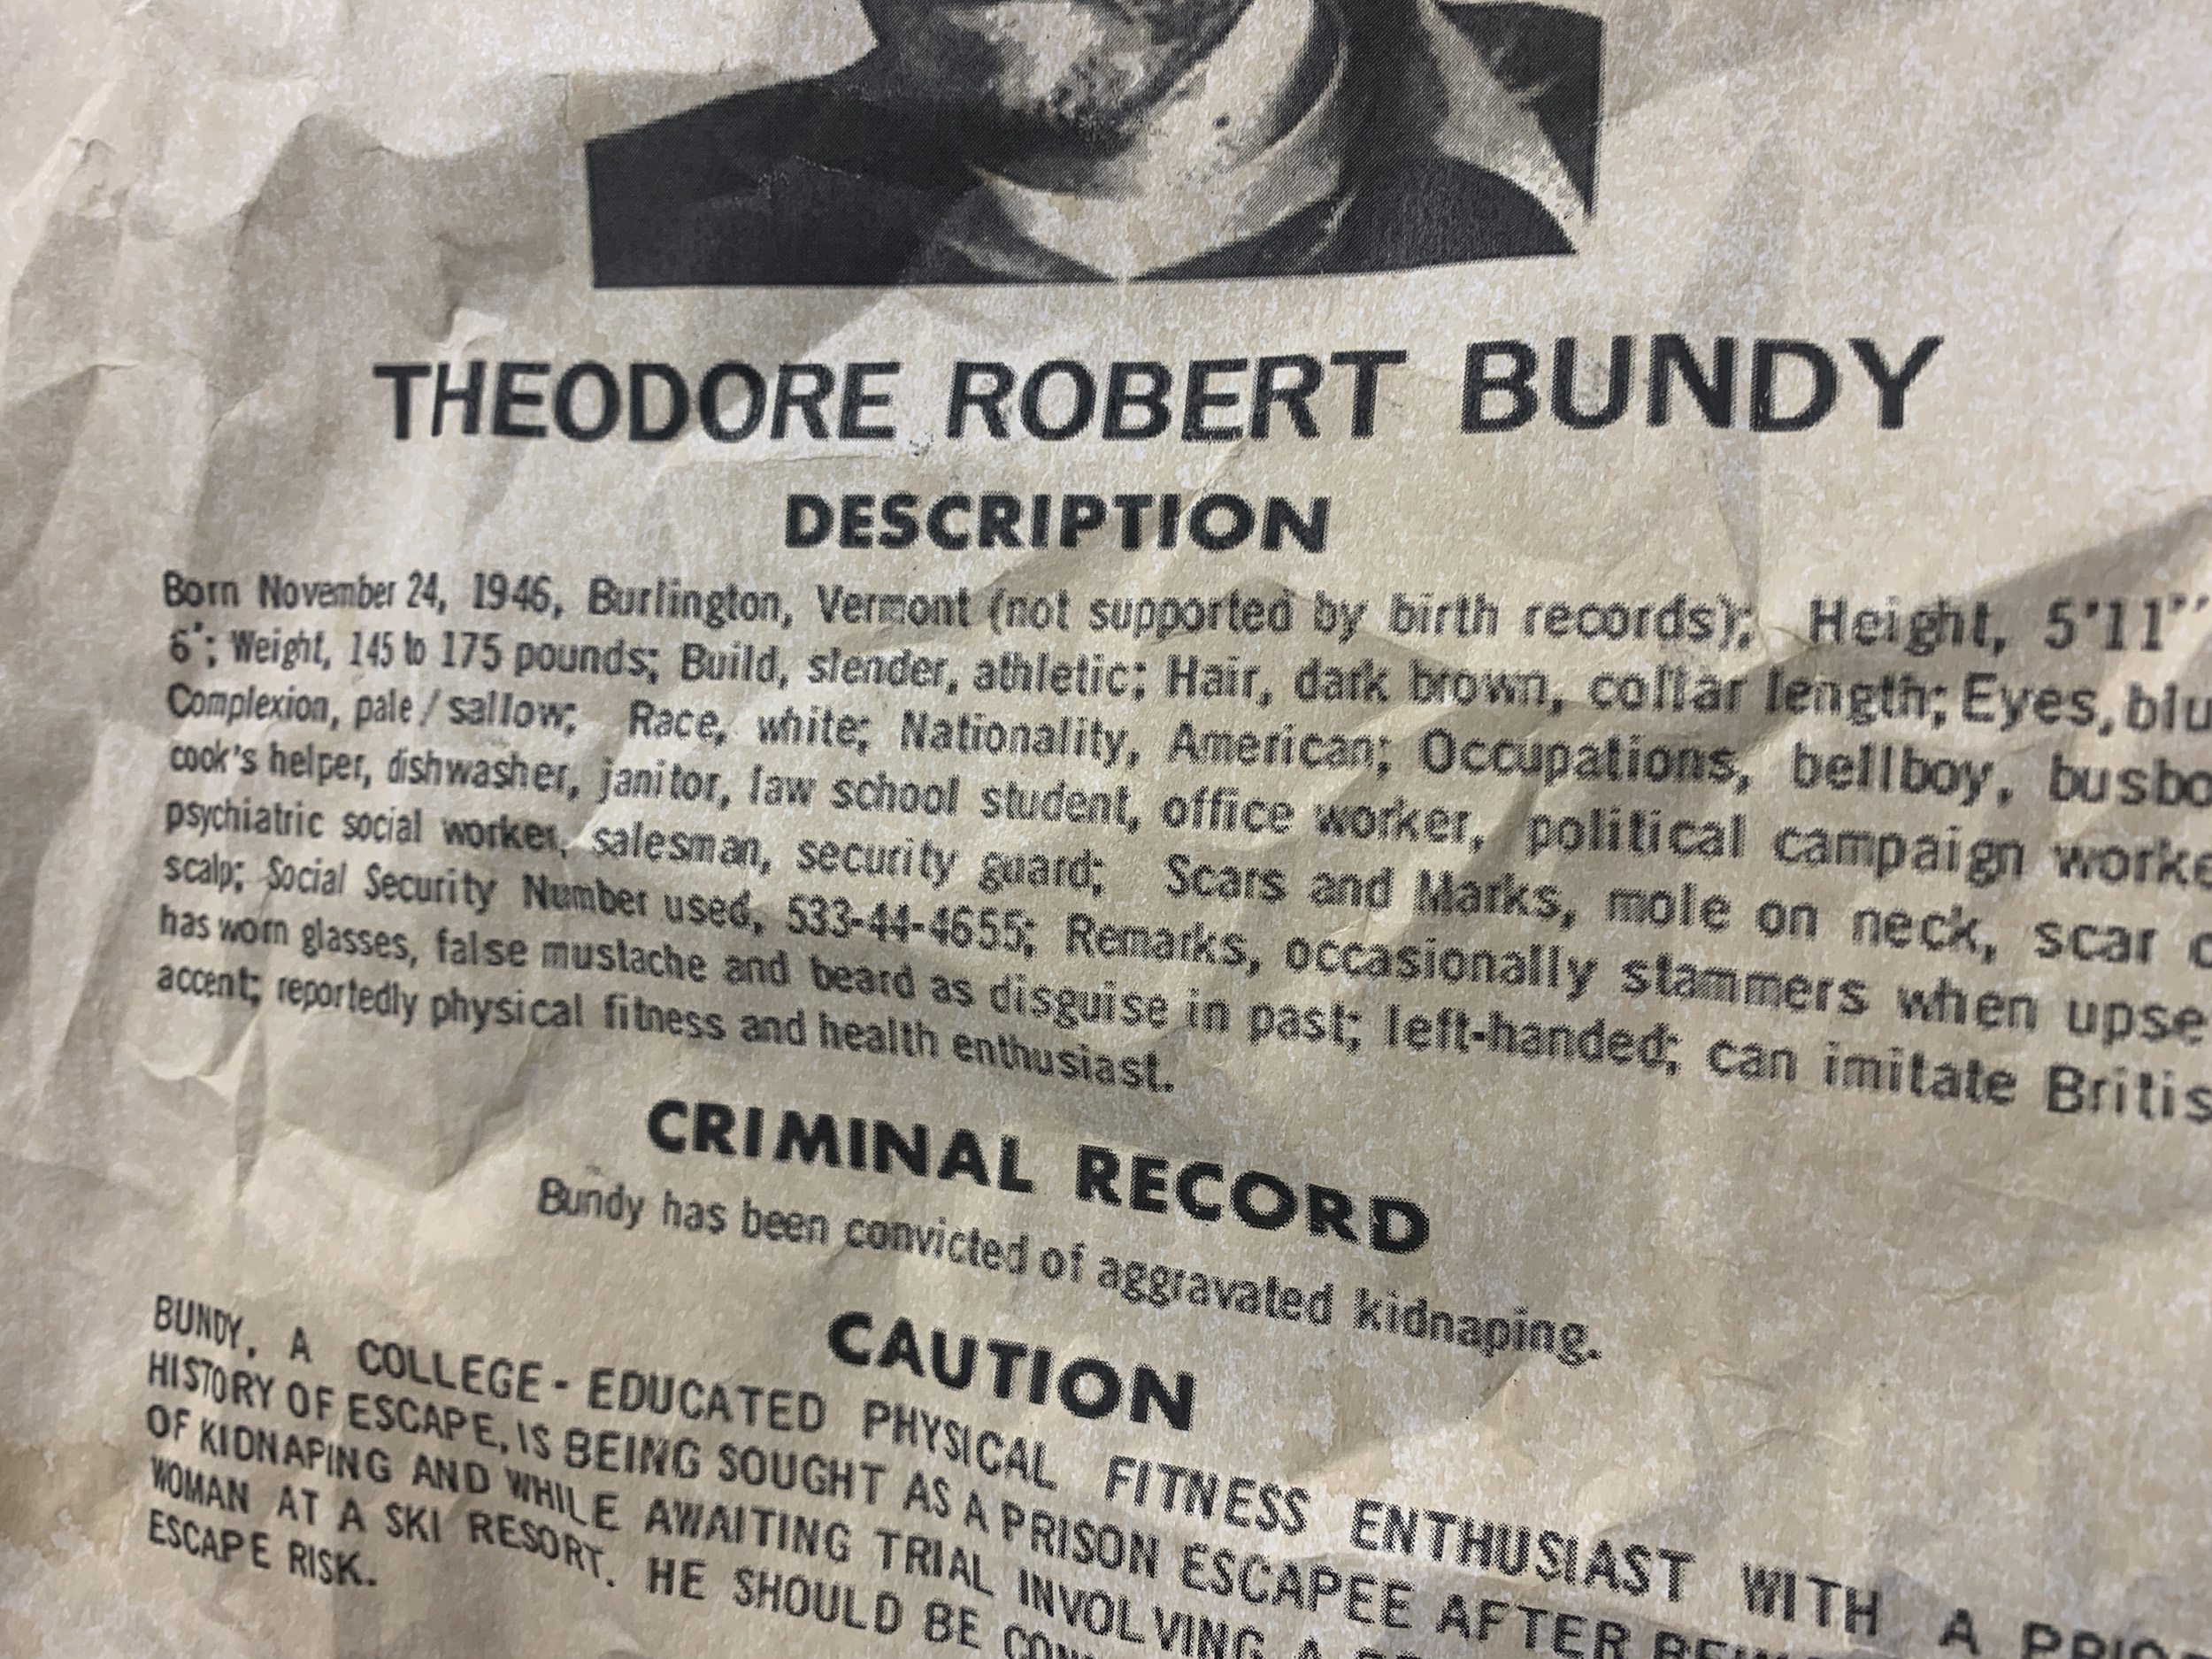 THEODORE ROBERT BUNDY
DESCRIPTION
Born November 24, 1946, Burlington, Vermont (not supported by birth records); Height, 5'11"
6'; Weight, 145 to 175 pounds; Build, slender, athletic; Hair, dark brown, collar length; Eyes, blu
Complexion, pale / sallow; Race, white; Nationality, American; Occupations, bellboy, busbo
cook's helper, dishwasher, janitor, law school student, office worker, political campaign worke
psychiatric social worker, salesman, security guard; Scars and Marks, mole on neck, scar o
scalp; Social Security Number used, 533-44-4655; Remarks, occasionally stammers when upse
has worn glasses, false mustache and beard as disguise in past; left-handed; can imitate Britis
accent; reportedly physical fitness and health enthusiast.
CRIMINAL RECORD
Bundy has been convicted of aggravated kidnaping.
CAUTION
BUNDY, A COLLEGE-EDUCATED PHYSICAL FITNESS ENTHUSIAST WITH A PRIO
HISTORY OF ESCAPE, IS BEING SOUGHT AS A PRISON ESCAPEE AFTER BEIN
OF KIDNAPING AND WHILE AWAITING TRIAL INVOLVING A
WOMAN AT A SKI RESORT. HE SHOULD BE
ESCAPE RISK.